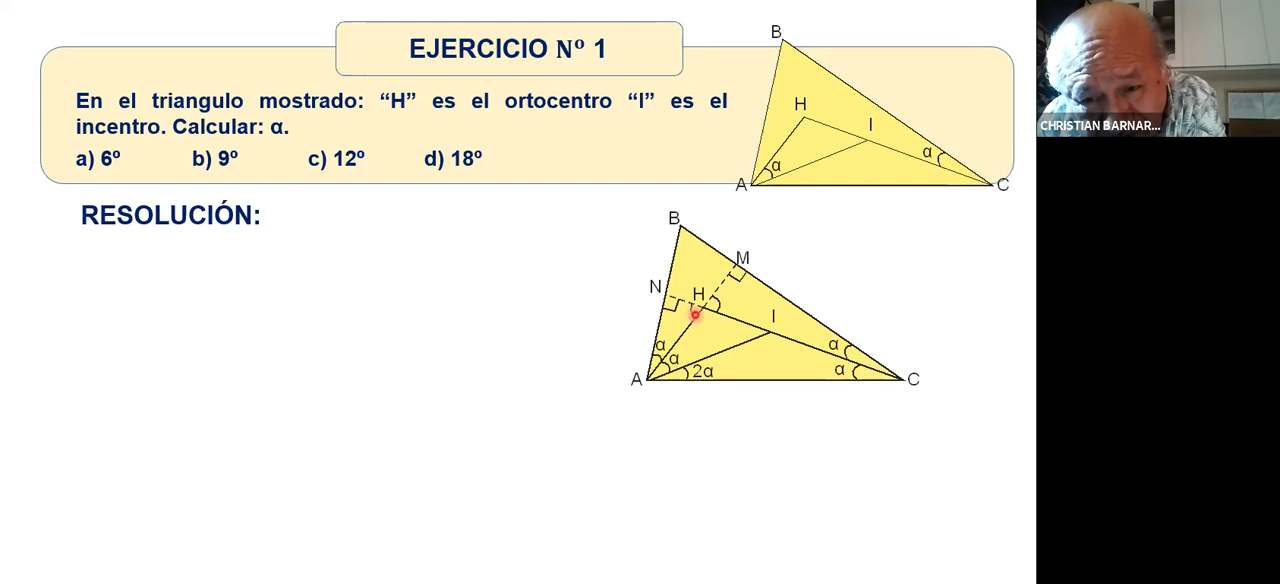 EJERCICIO Nº 1
En el triangulo mostrado: “H” es el ortocentro “I” es el
incentro. Calcular: α.
a) 6º b) 9º c) 12º d) 18º
B
H
I
α
α
A
C
RESOLUCIÓN:
B
M
N
H
I
α
α
α
2α
α
A
C
CHRISTIAN BARNAR...